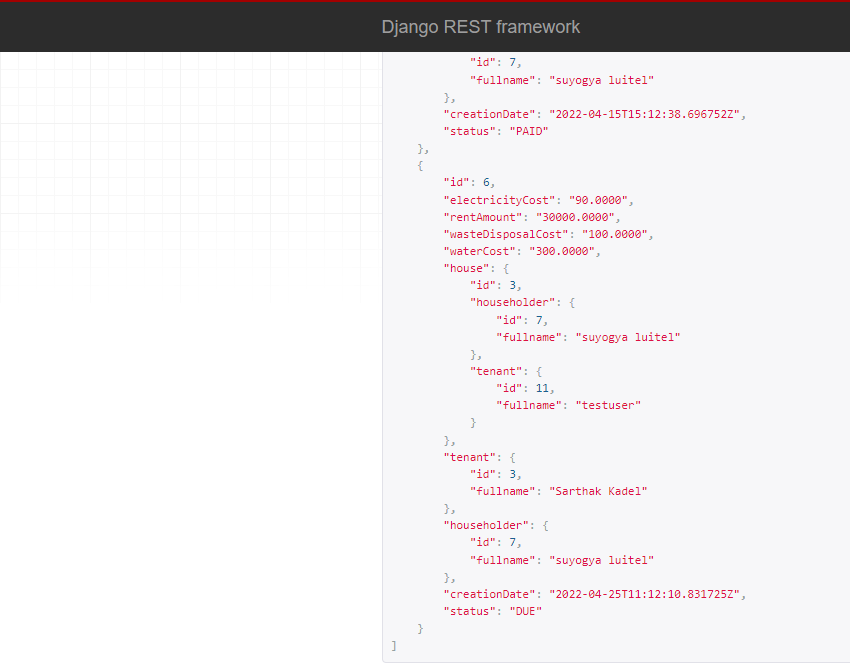 Django REST framework
"id": 7,
"fullname": "suyogya luitel"
},
"creationDate": "2022-04-15T15:12:38.696752Z",
"status": "PAID"
},
{
"id": 6,
"electricityCost": "90.0000",
"rentAmount": "30000.0000",
"wasteDisposalCost": "100.0000",
"waterCost": "300.0000",
"house": {
"id": 3,
"householder": {
"id": 7,
"fullname": "suyogya luitel"
},
"tenant": {
"id": 11,
"fullname": "testuser"
}
},
"tenant": {
"id": 3,
"fullname": "Sarthak Kadel"
},
"householder": {
"id": 7,
"fullname": "suyogya luitel"
},
"creationDate": "2022-04-25T11:12:10.831725Z",
"status": "DUE"
}
]